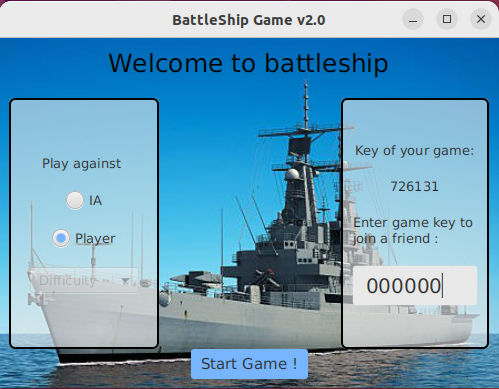 BattleShip Game v2.0
Welcome to battleship
Play against
IA
Player
Difficulty
Key of your game:
726131
Enter game key to
join a friend :
000000
Start Game !